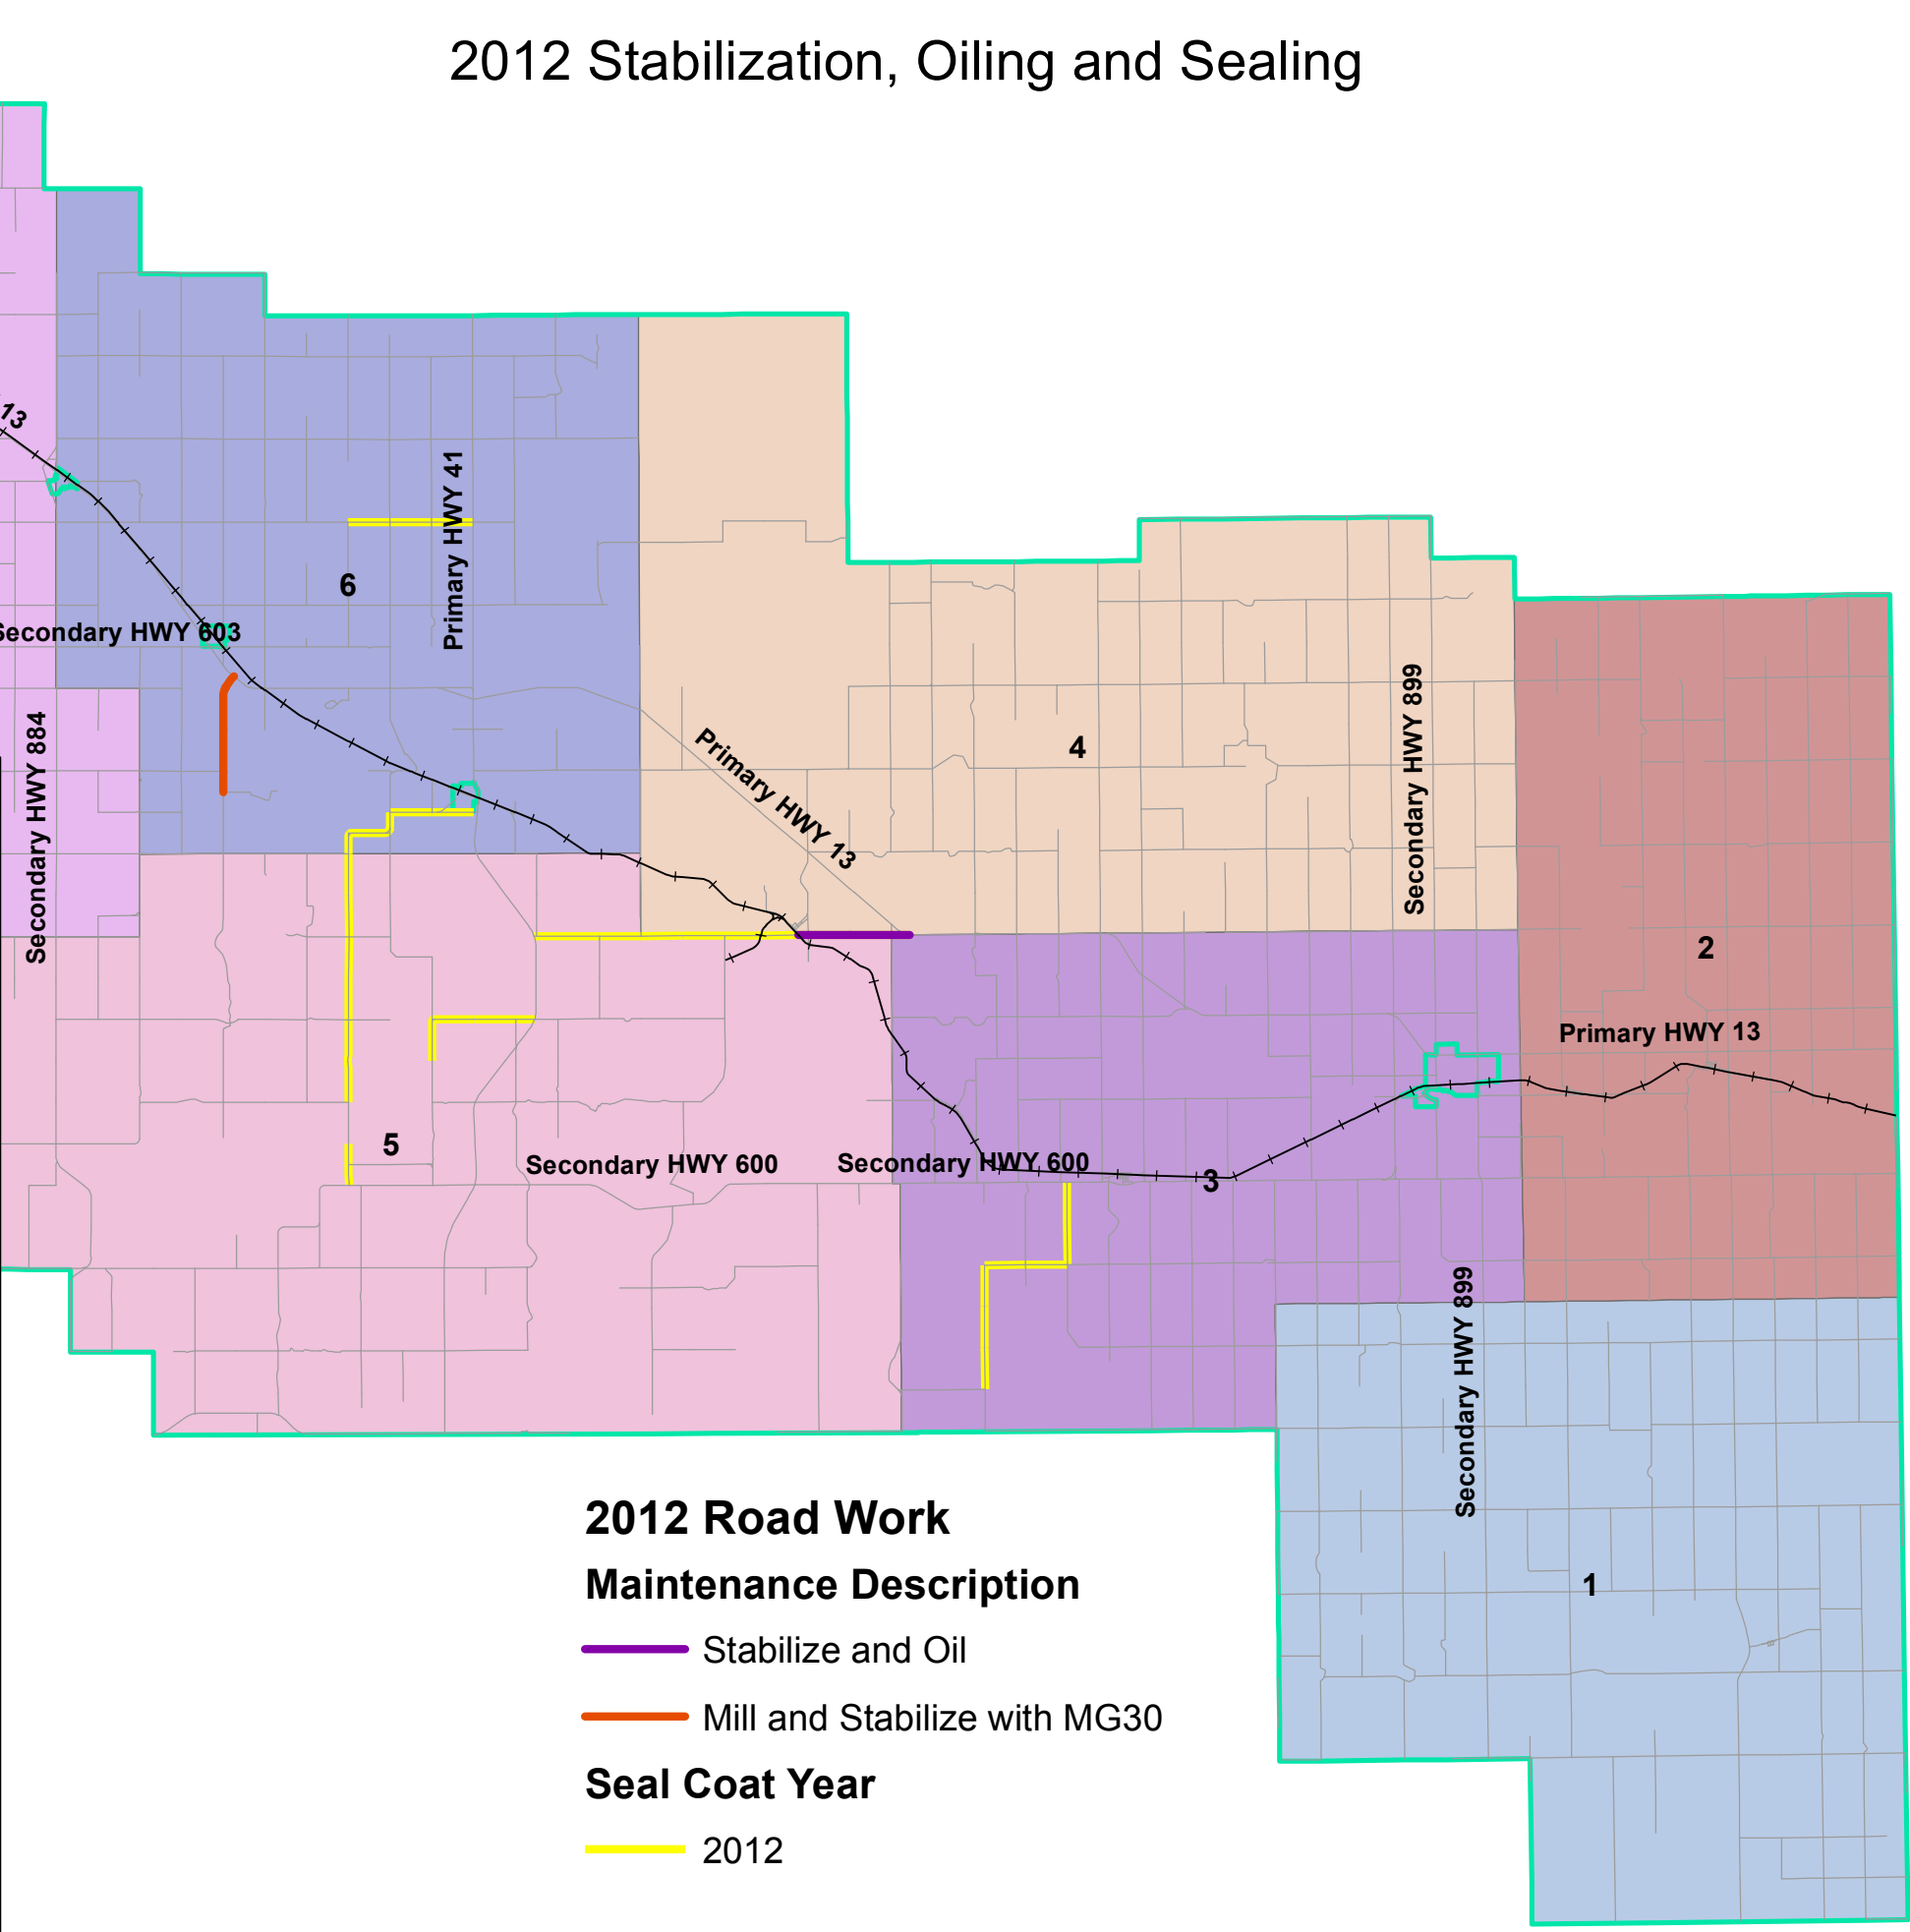 2012 Stabilization, Oiling and Sealing
13
Primary HWY 41
6
Secondary HWY 603
Secondary HWY 884
Primary HWY 13
4
Secondary HWY 899
2
Primary HWY 13
5
Secondary HWY 600
Secondary HWY 600
3
Secondary HWY 899
1
2012 Road Work
Maintenance Description
Stabilize and Oil
Mill and Stabilize with MG30
Seal Coat Year
2012